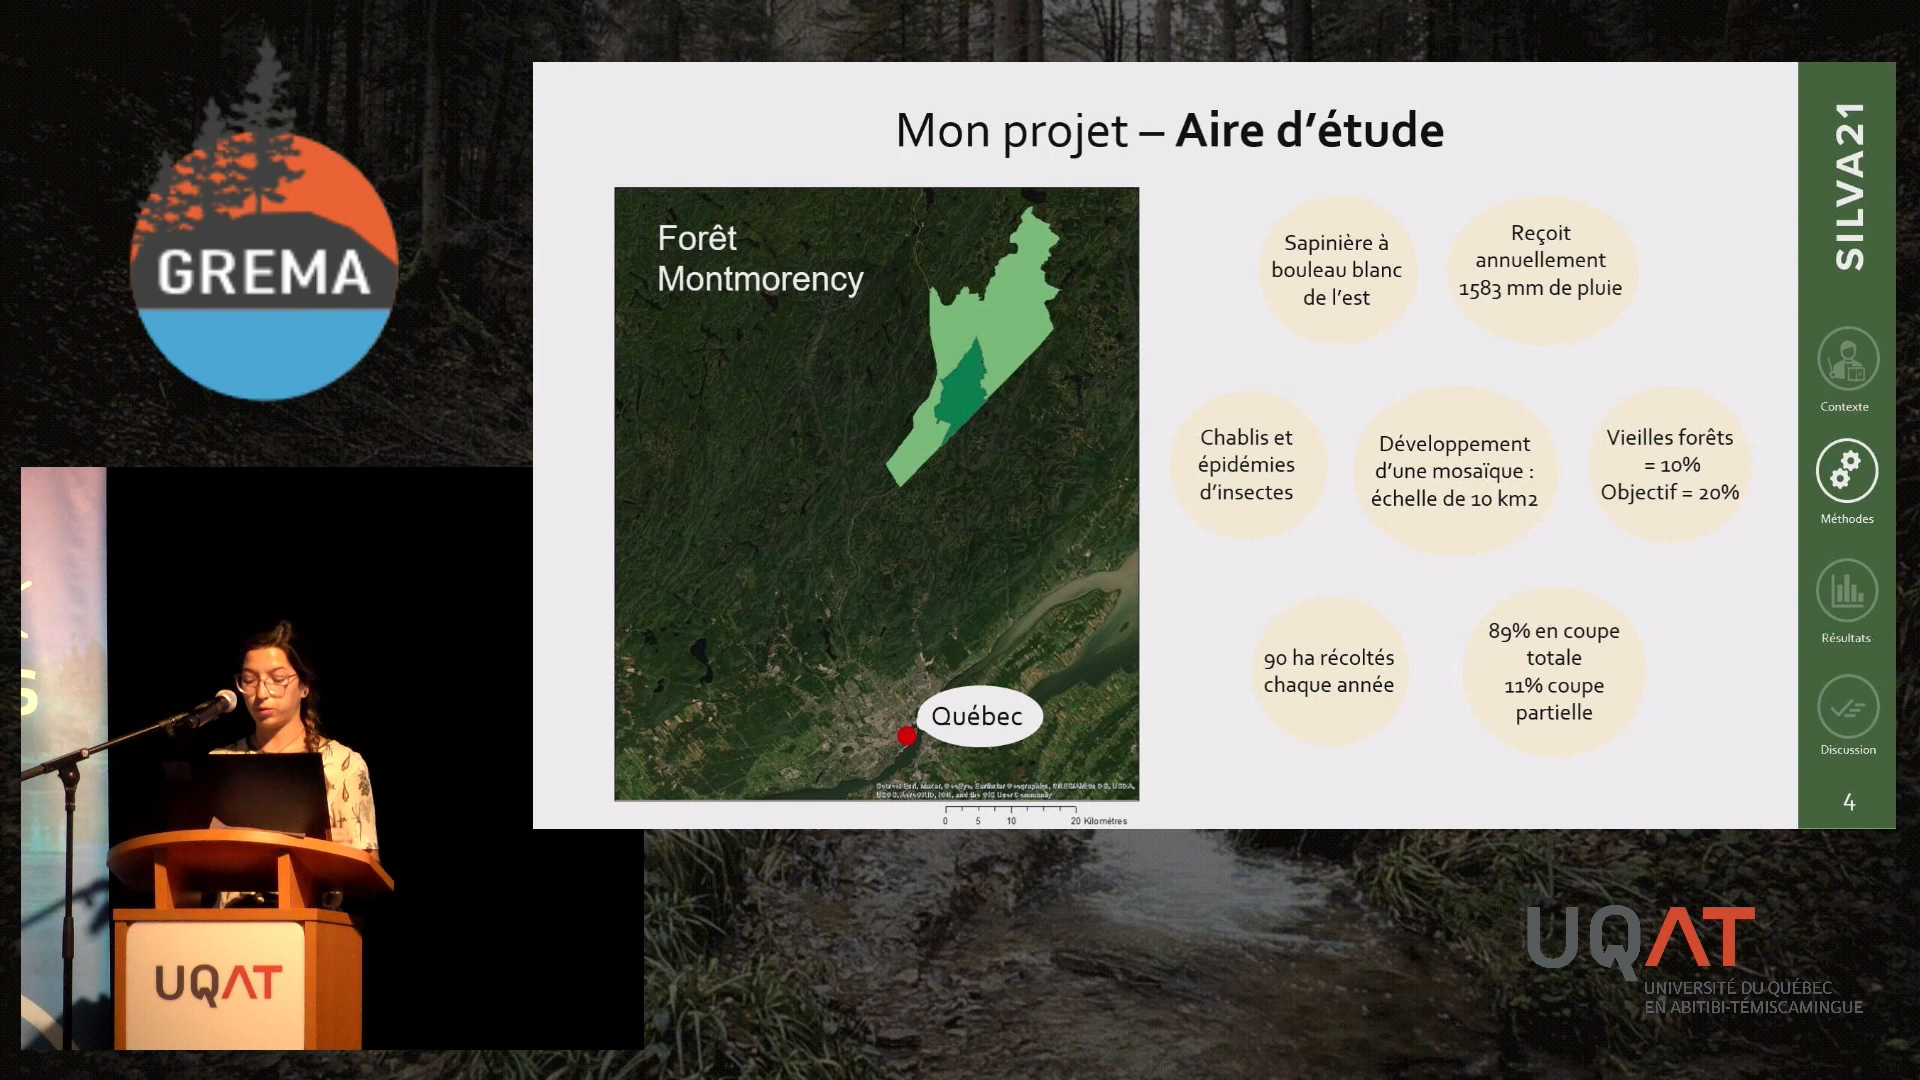 GREMA
Mon projet – Aire d'étude
Forêt
Montmorency
Québec
0 5 10 20 Kilomètres
Sapinière à
bouleau blanc
de l'est
Reçoit
annuellement
1583 mm de pluie
Chablis et
épidémies
d'insectes
Développement
d'une mosaïque :
échelle de 10 km2
Vieilles forêts
= 10%
Objectif = 20%
90 ha récoltés
chaque année
89% en coupe
totale
11% coupe
partielle
SILVA21
Contexte
Méthodes
Résultats
Discussion
4
S
UQAT
UQAT
UNIVERSITÉ DU QUÉBEC
EN ABITIBI-TÉMISCAMINGUE